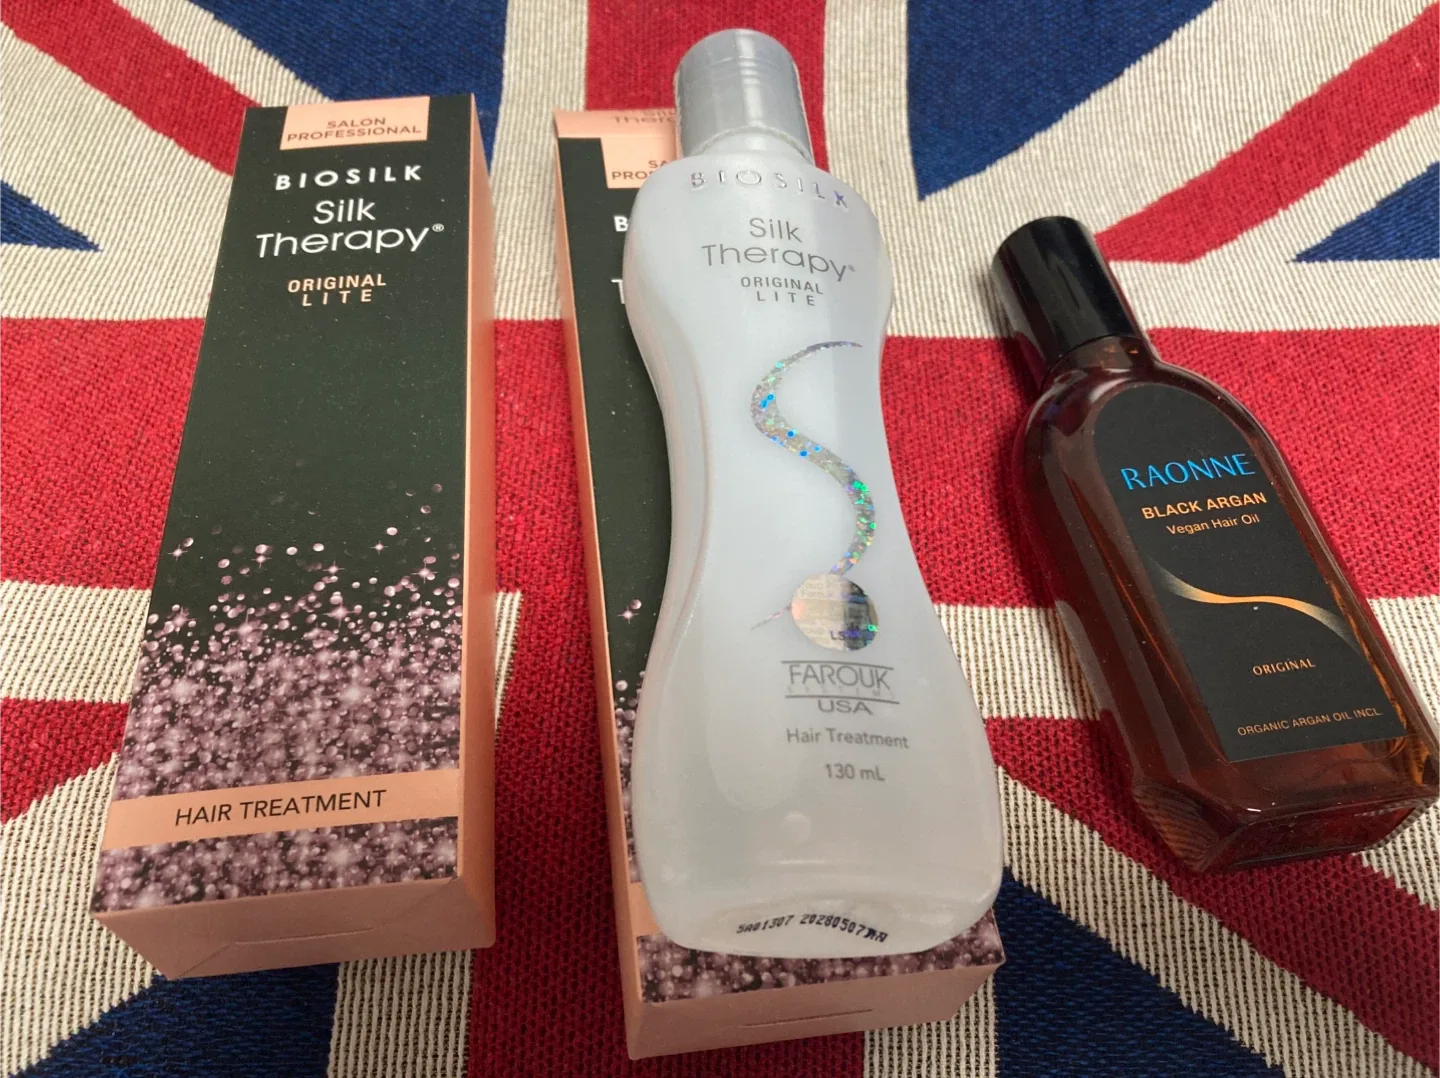 SALON
PROFESSIONAL
BIOSILK
Silk
Therapy®
ORIGINAL
LITE
HAIR TREATMENT
BIOSILK
Silk
Therapy®
ORIGINAL
LITE
FAROUK
SYSTEMS
USA
Hair Treatment
130 mL
RAONNE
BLACK ARGAN
Vegan Hair Oil
ORIGINAL
ORGANIC ARGAN OIL INCL.